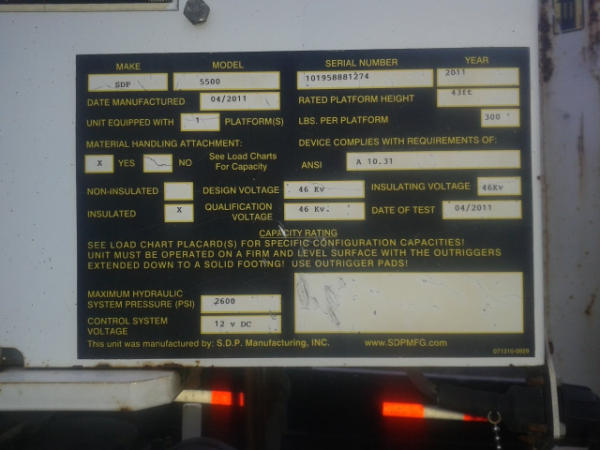 MAKE MODEL SERIAL NUMBER YEAR
SDP 5500 101958881274 2011
DATE MANUFACTURED 04/2011 RATED PLATFORM HEIGHT 43ft
UNIT EQUIPPED WITH 1 PLATFORM(S) LBS. PER PLATFORM 300
MATERIAL HANDLING ATTACHMENT: DEVICE COMPLIES WITH REQUIREMENTS OF:
X YES NO See Load Charts For Capacity ANSI A 10.31
NON-INSULATED DESIGN VOLTAGE 46 Kv INSULATING VOLTAGE 46Kv
INSULATED X QUALIFICATION VOLTAGE 46 Kv. DATE OF TEST 04/2011
CAPACITY RATING
SEE LOAD CHART PLACARD(S) FOR SPECIFIC CONFIGURATION CAPACITIES!
UNIT MUST BE OPERATED ON A FIRM AND LEVEL SURFACE WITH THE OUTRIGGERS
EXTENDED DOWN TO A SOLID FOOTING! USE OUTRIGGER PADS!
MAXIMUM HYDRAULIC
SYSTEM PRESSURE (PSI) 2600
CONTROL SYSTEM
VOLTAGE 12 v DC
This unit was manufactured by: S.D.P. Manufacturing, INC. www.SDPMFG.com